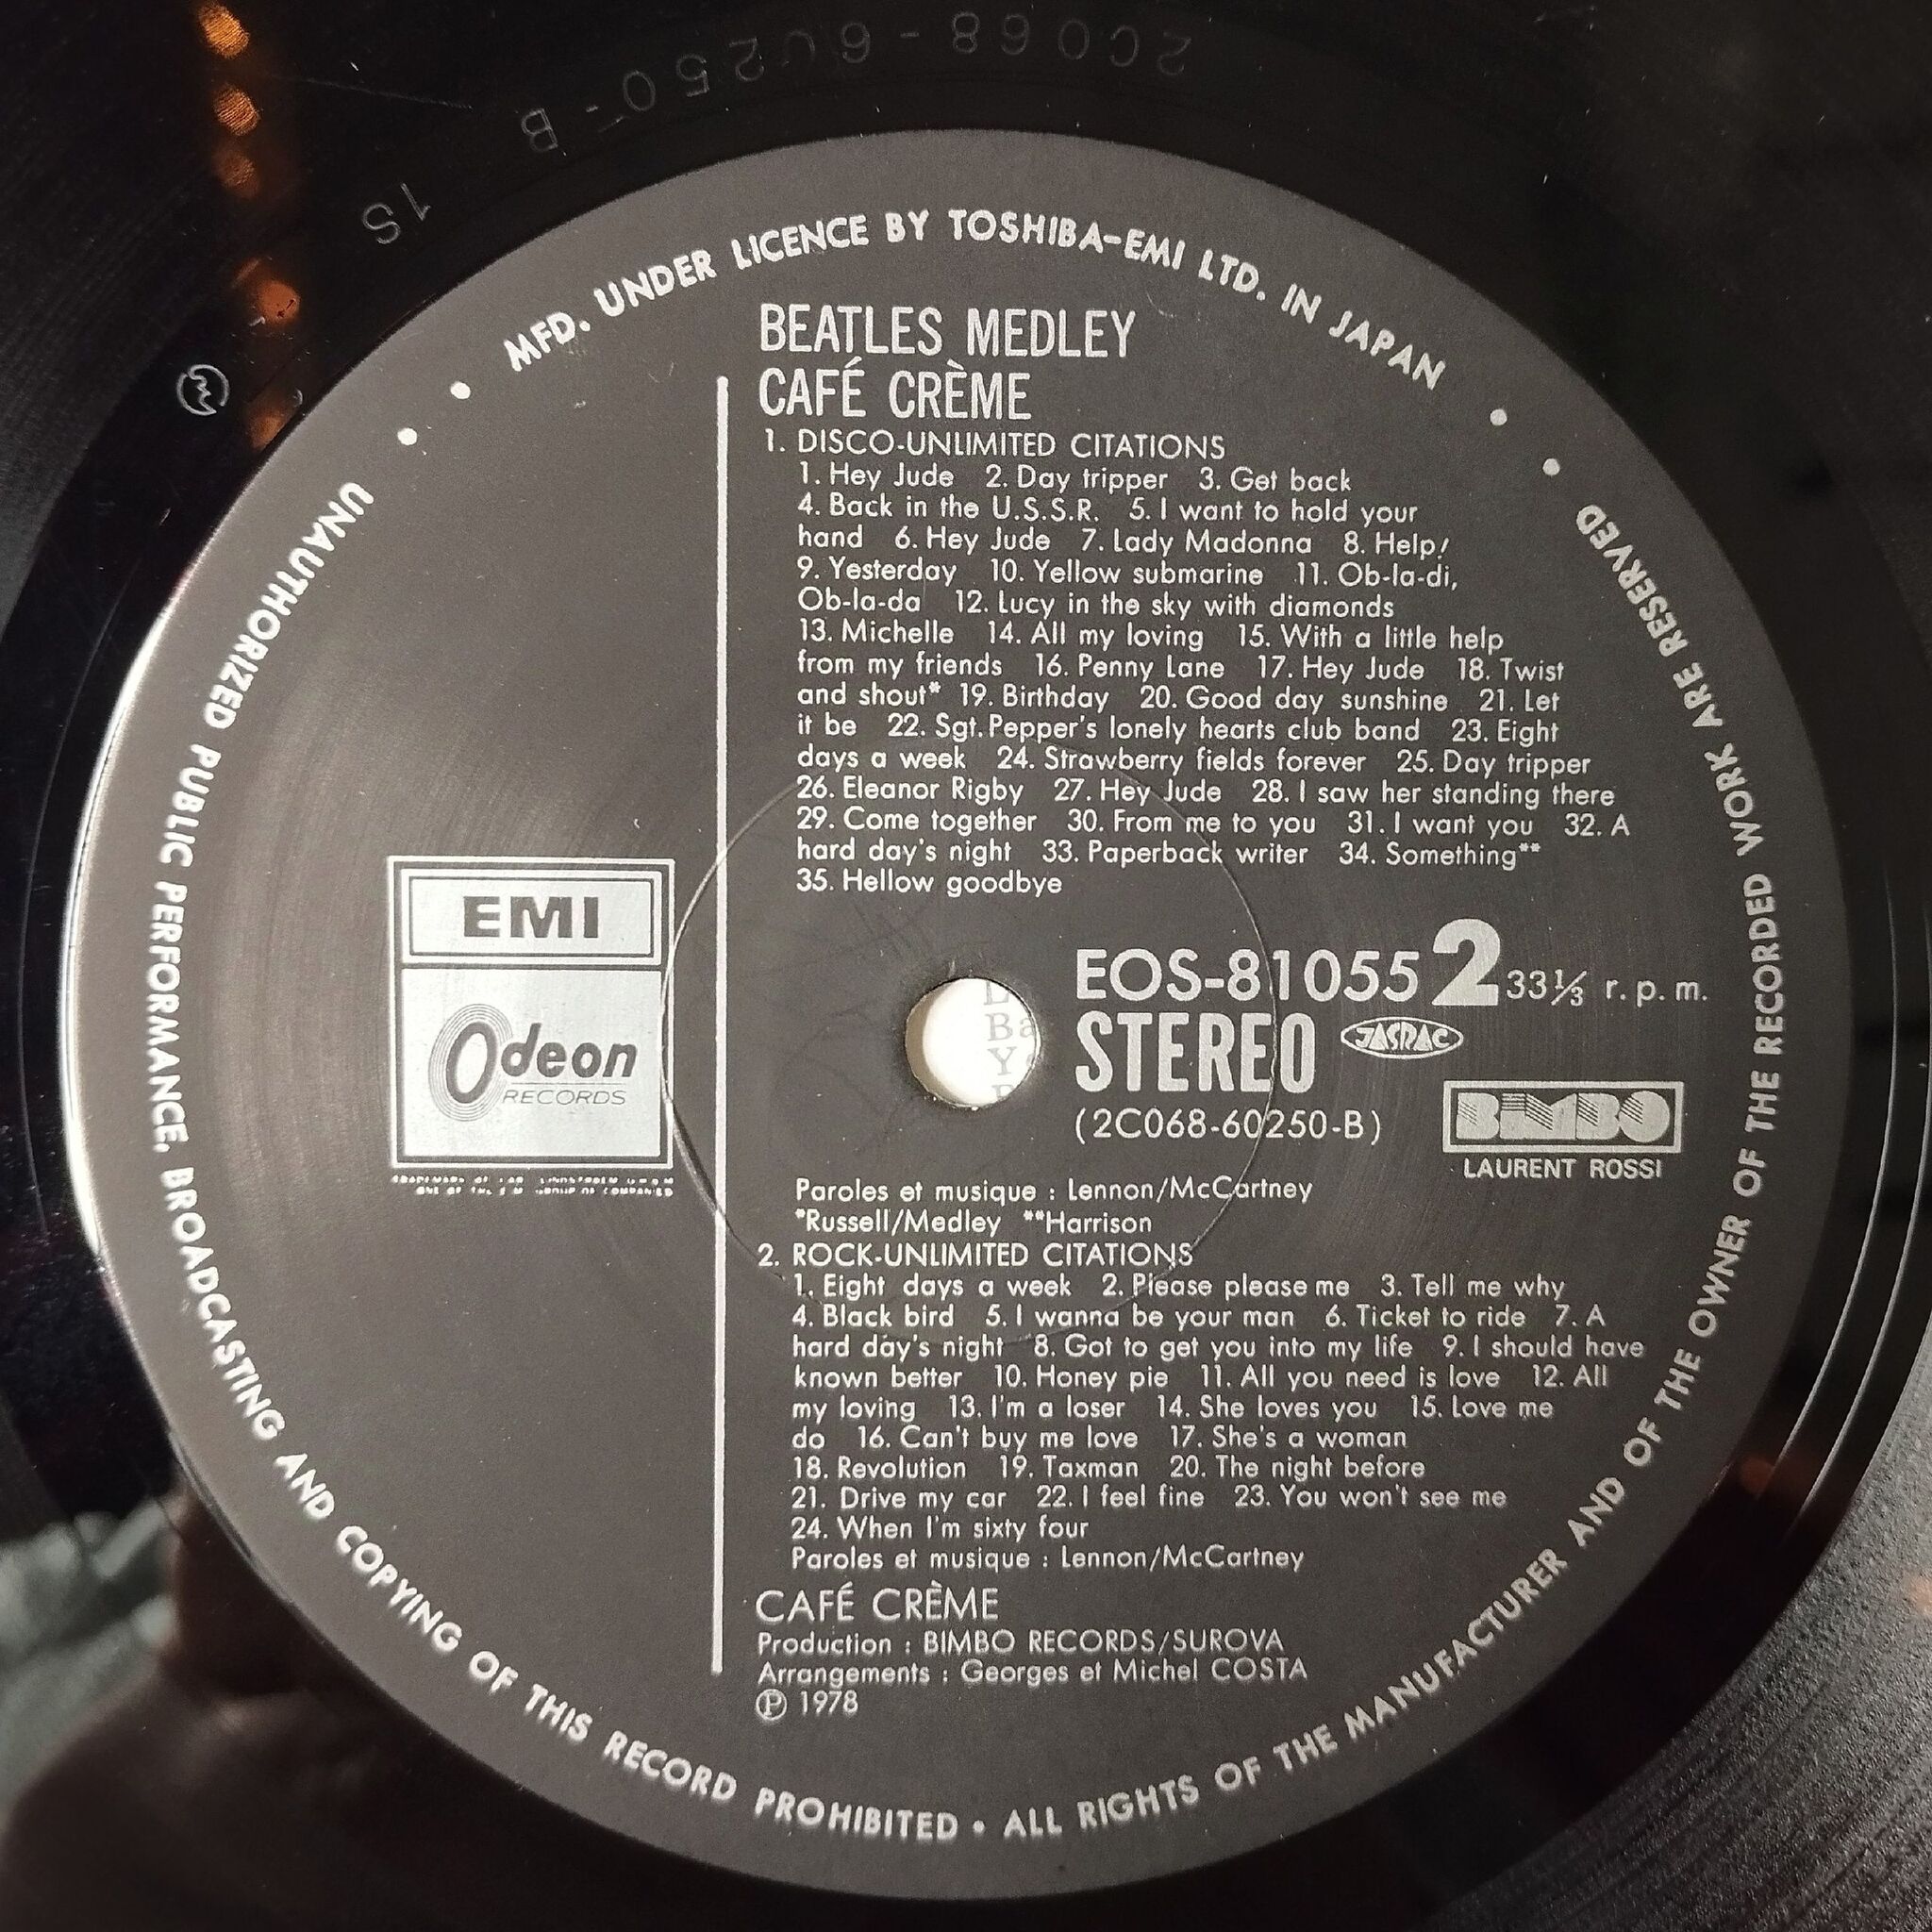 2C068-60250-B
1S
MFD. UNDER LICENCE BY TOSHIBA-EMI LTD. IN JAPAN
BEATLES MEDLEY
CAFÉ CRÈME
1. DISCO-UNLIMITED CITATIONS
1. Hey Jude 2. Day tripper 3. Get back
4. Back in the U.S.S.R. 5. I want to hold your
hand 6. Hey Jude 7. Lady Madonna 8. Help!
9. Yesterday 10. Yellow submarine 11. Ob-la-di,
Ob-la-da 12. Lucy in the sky with diamonds
13. Michelle 14. All my loving 15. With a little help
from my friends 16. Penny Lane 17. Hey Jude 18. Twist
and shout* 19. Birthday 20. Good day sunshine 21. Let
it be 22. Sgt. Pepper's lonely hearts club band 23. Eight
days a week 24. Strawberry fields forever 25. Day tripper
26. Eleanor Rigby 27. Hey Jude 28. I saw her standing there
29. Come together 30. From me to you 31. I want you 32. A
hard day's night 33. Paperback writer 34. Something**
35. Hellow goodbye
EMI
Odeon
RECORDS
EOS-81055 2 33⅓ r.p.m.
STEREO JASRAC
(2C068-60250-B)
BIMBO
LAURENT ROSSI
Paroles et musique : Lennon/McCartney
*Russell/Medley **Harrison
2. ROCK-UNLIMITED CITATIONS
1. Eight days a week 2. Please please me 3. Tell me why
4. Black bird 5. I wanna be your man 6. Ticket to ride 7. A
hard day's night 8. Got to get you into my life 9. I should have
known better 10. Honey pie 11. All you need is love 12. All
my loving 13. I'm a loser 14. She loves you 15. Love me
do 16. Can't buy me love 17. She's a woman
18. Revolution 19. Taxman 20. The night before
21. Drive my car 22. I feel fine 23. You won't see me
24. When I'm sixty four
Paroles et musique : Lennon/McCartney
CAFÉ CRÈME
Production : BIMBO RECORDS/SUROVA
Arrangements : Georges et Michel COSTA
Ⓟ 1978
UNAUTHORIZED PUBLIC PERFORMANCE, BROADCASTING AND COPYING OF THIS RECORD PROHIBITED • ALL RIGHTS OF THE MANUFACTURER AND OF THE OWNER OF THE RECORDED WORK ARE RESERVED